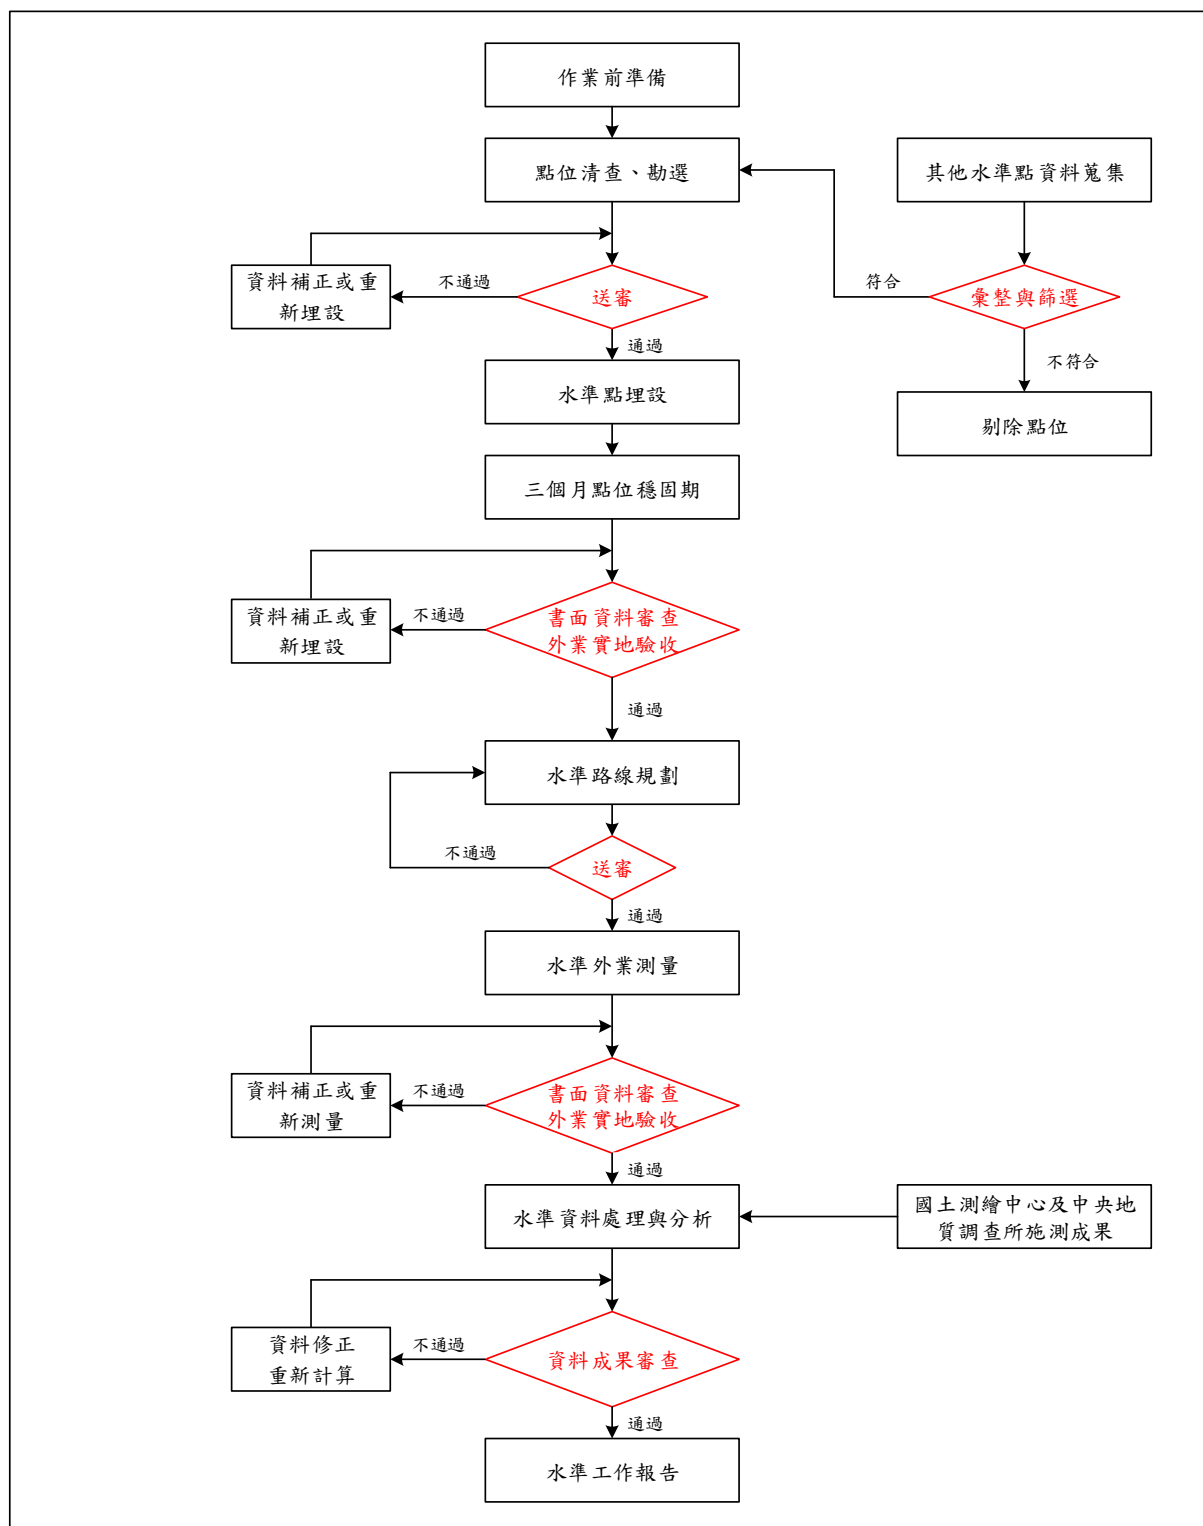 作業前準備
點位清查、勘選
其他水準點資料蒐集
資料補正或重
新埋設
不通過
送審
符合
彙整與篩選
通過
不符合
水準點埋設
剔除點位
三個月點位穩固期
資料補正或重
新埋設
不通過
書面資料審查
外業實地驗收
通過
水準路線規劃
不通過
送審
通過
水準外業測量
資料補正或重
新測量
不通過
書面資料審查
外業實地驗收
通過
水準資料處理與分析
國土測繪中心及中央地
質調查所施測成果
資料修正
重新計算
不通過
資料成果審查
通過
水準工作報告